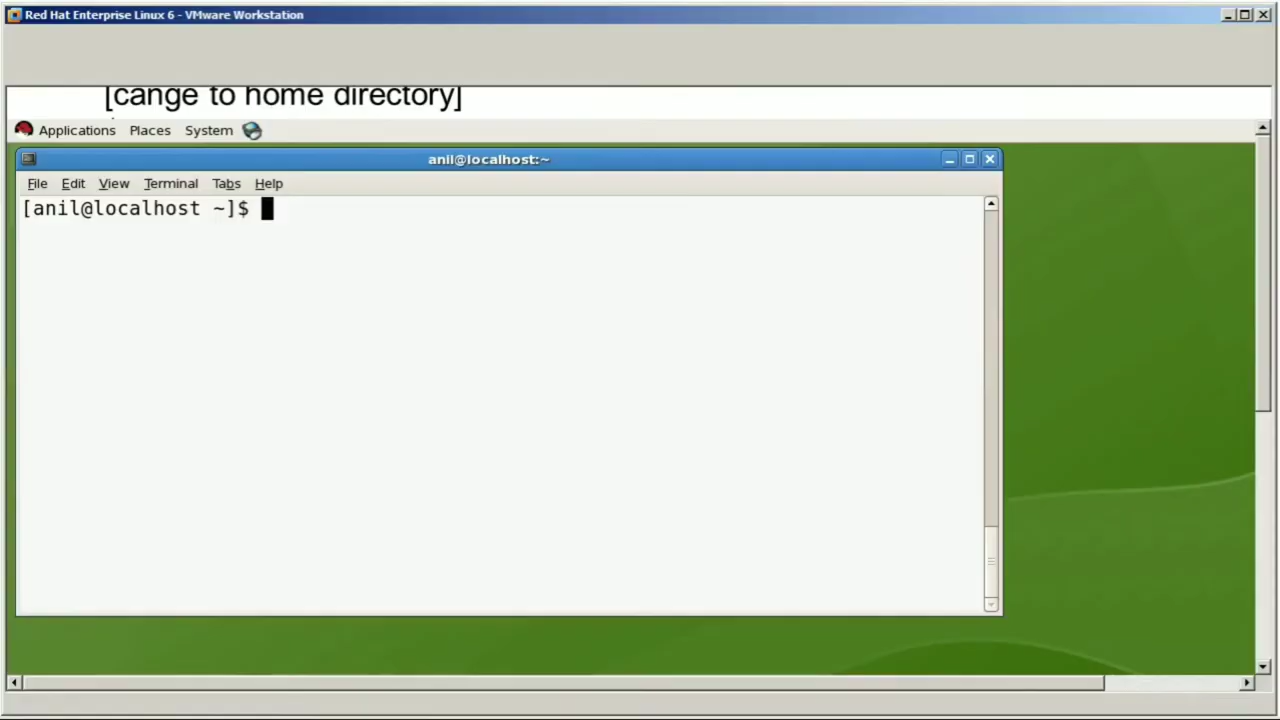 Red Hat Enterprise Linux 6 - VMware Workstation
[cange to home directory]
Applications Places System
anil@localhost:~
File Edit View Terminal Tabs Help
[anil@localhost ~]$